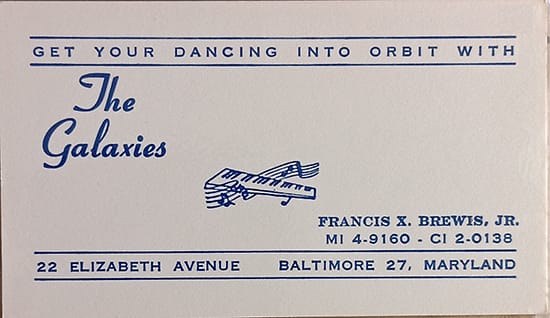 GET YOUR DANCING INTO ORBIT WITH
The
Galaxies
FRANCIS X. BREWIS, JR.
MI 4-9160 - CI 2-0138
22 ELIZABETH AVENUE BALTIMORE 27, MARYLAND